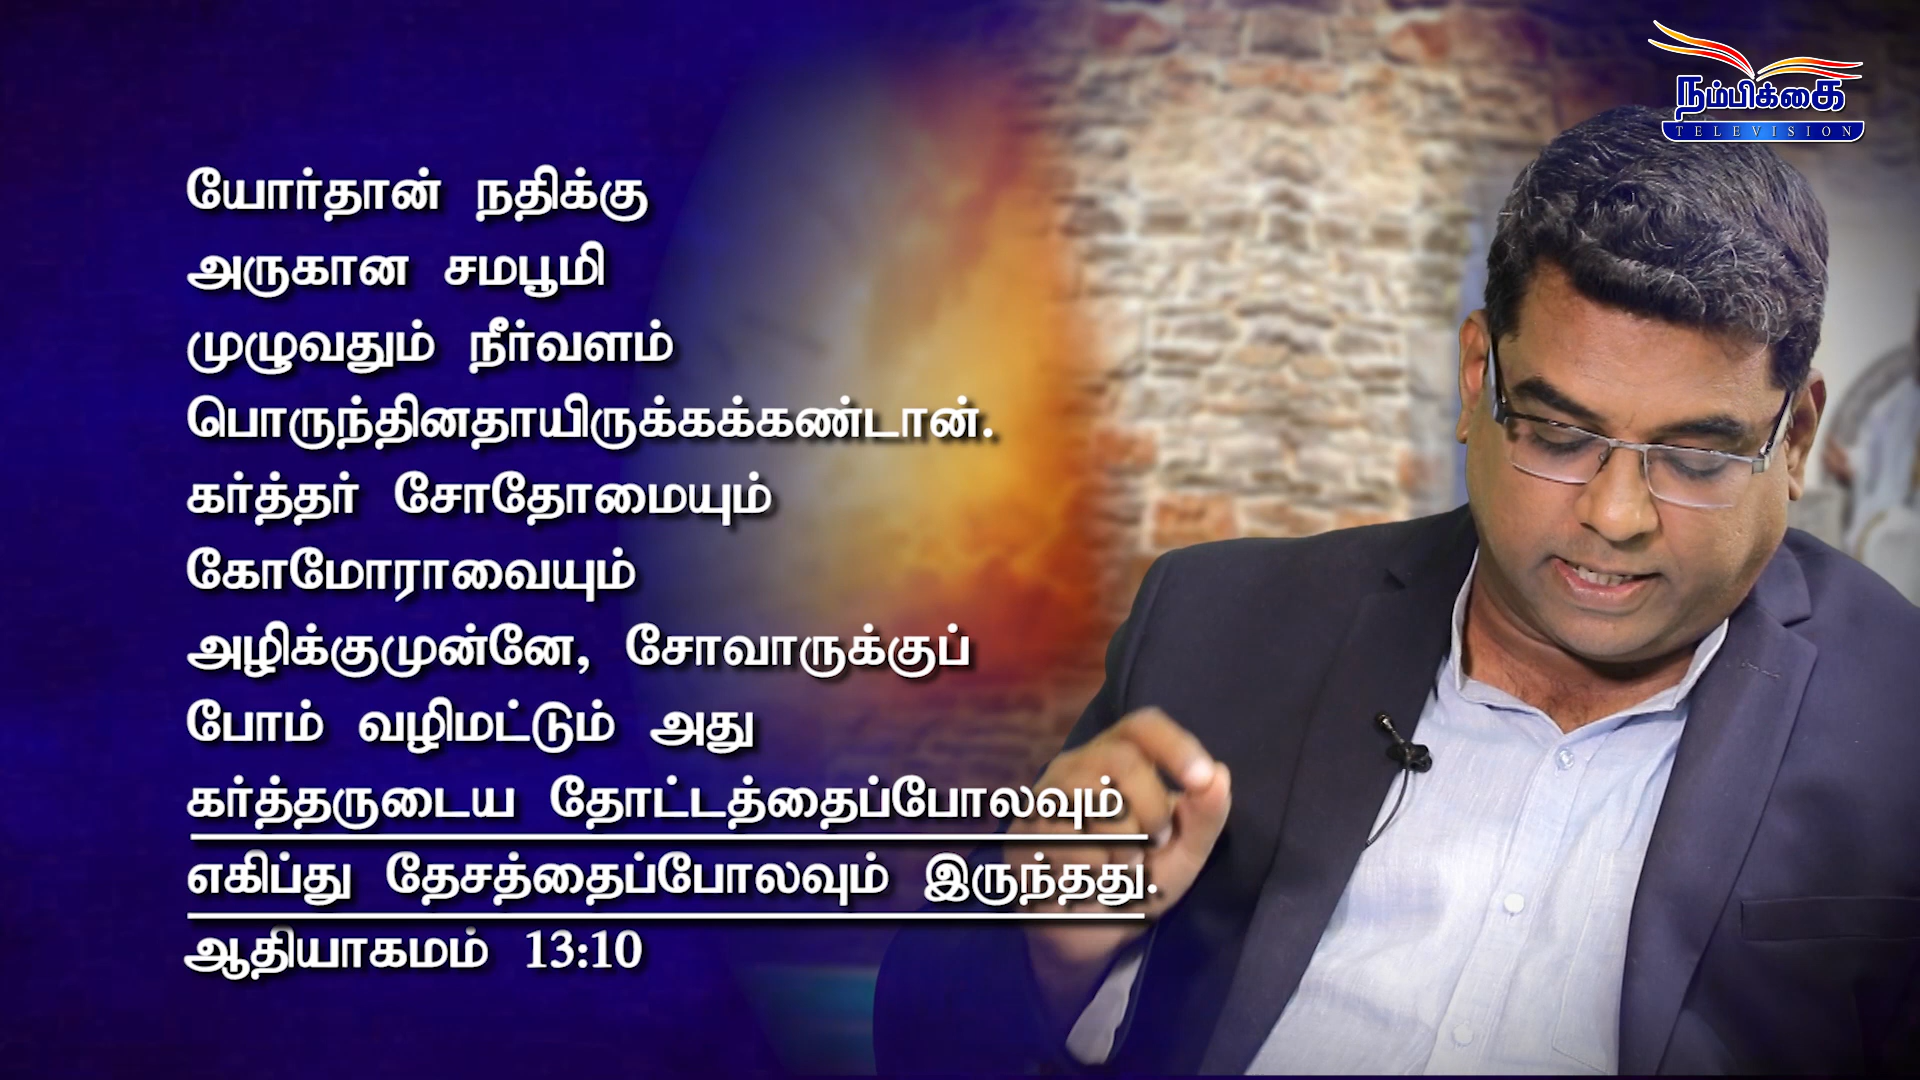 நம்பிக்கை
TELEVISION
யோர்தான் நதிக்கு
அருகான சமபூமி
முழுவதும் நீர்வளம்
பொருந்தினதாயிருக்கக்கண்டான்.
கர்த்தர் சோதோமையும்
கோமோராவையும்
அழிக்குமுன்னே, சோவாருக்குப்
போம் வழிமட்டும் அது
கர்த்தருடைய தோட்டத்தைப்போலவும்
எகிப்து தேசத்தைப்போலவும் இருந்தது.
ஆதியாகமம் 13:10